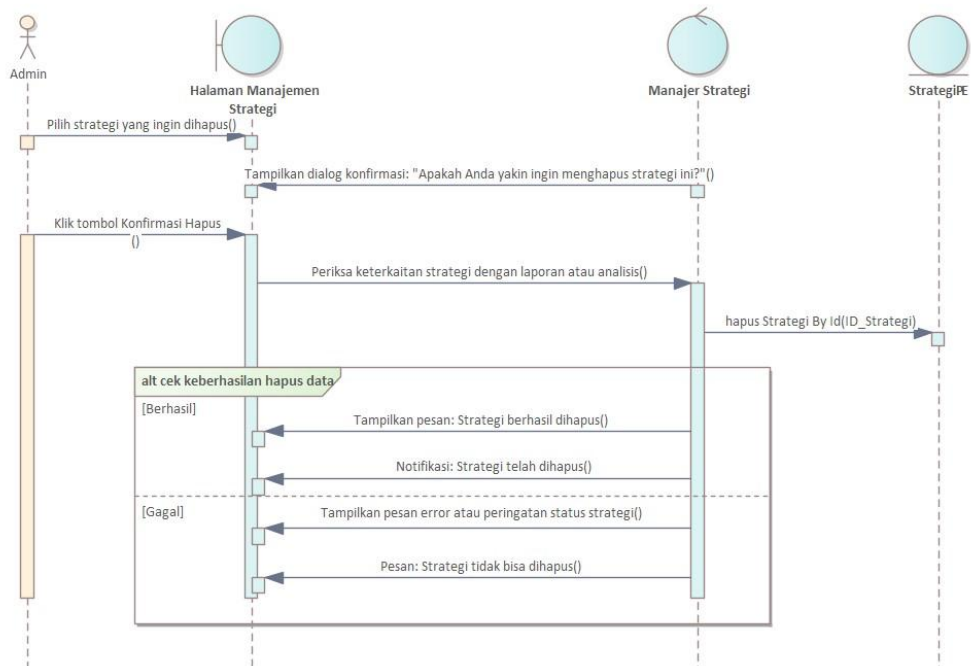 Admin
Halaman Manajemen
Strategi
Manajer Strategi
StrategiPE
Pilih strategi yang ingin dihapus()
Tampilkan dialog konfirmasi: "Apakah Anda yakin ingin menghapus strategi ini?"()
Klik tombol Konfirmasi Hapus
()
Periksa keterkaitan strategi dengan laporan atau analisis()
hapus Strategi By Id(ID_Strategi)
alt cek keberhasilan hapus data
[Berhasil]
Tampilkan pesan: Strategi berhasil dihapus()
Notifikasi: Strategi telah dihapus()
[Gagal]
Tampilkan pesan error atau peringatan status strategi()
Pesan: Strategi tidak bisa dihapus()